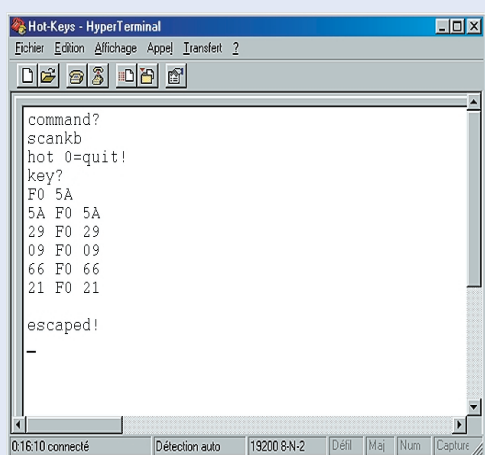 Hot-Keys - HyperTerminal
Fichier Edition Affichage Appel Transfert ?
command?
scankb
hot 0=quit!
key?
F0 5A
5A F0 5A
29 F0 29
09 F0 09
66 F0 66
21 F0 21
escaped!
_
0:16:10 connecté Détection auto 19200 8-N-2 Défil Maj Num Capture